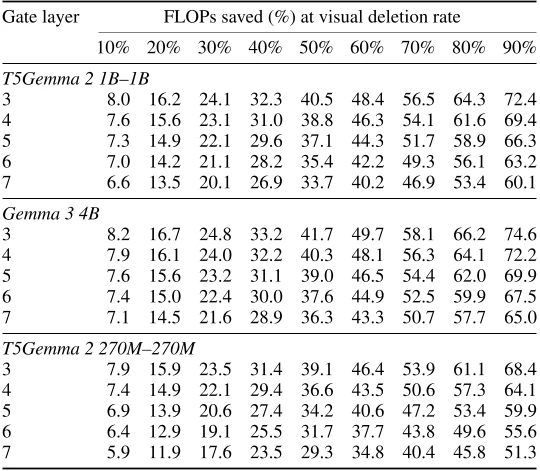 Gate layer FLOPs saved (%) at visual deletion rate
10% 20% 30% 40% 50% 60% 70% 80% 90%
T5Gemma 2 1B–1B
3 8.0 16.2 24.1 32.3 40.5 48.4 56.5 64.3 72.4
4 7.6 15.6 23.1 31.0 38.8 46.3 54.1 61.6 69.4
5 7.3 14.9 22.1 29.6 37.1 44.3 51.7 58.9 66.3
6 7.0 14.2 21.1 28.2 35.4 42.2 49.3 56.1 63.2
7 6.6 13.5 20.1 26.9 33.7 40.2 46.9 53.4 60.1
Gemma 3 4B
3 8.2 16.7 24.8 33.2 41.7 49.7 58.1 66.2 74.6
4 7.9 16.1 24.0 32.2 40.3 48.1 56.3 64.1 72.2
5 7.6 15.6 23.2 31.1 39.0 46.5 54.4 62.0 69.9
6 7.4 15.0 22.4 30.0 37.6 44.9 52.5 59.9 67.5
7 7.1 14.5 21.6 28.9 36.3 43.3 50.7 57.7 65.0
T5Gemma 2 270M–270M
3 7.9 15.9 23.5 31.4 39.1 46.4 53.9 61.1 68.4
4 7.4 14.9 22.1 29.4 36.6 43.5 50.6 57.3 64.1
5 6.9 13.9 20.6 27.4 34.2 40.6 47.2 53.4 59.9
6 6.4 12.9 19.1 25.5 31.7 37.7 43.8 49.6 55.6
7 5.9 11.9 17.6 23.5 29.3 34.8 40.4 45.8 51.3